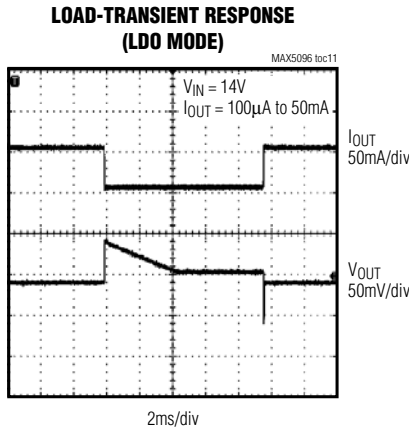 LOAD-TRANSIENT RESPONSE
(LDO MODE)
MAX5096 toc11
T
VIN = 14V
IOUT = 100µA to 50mA
IOUT
50mA/div
VOUT
50mV/div
2ms/div